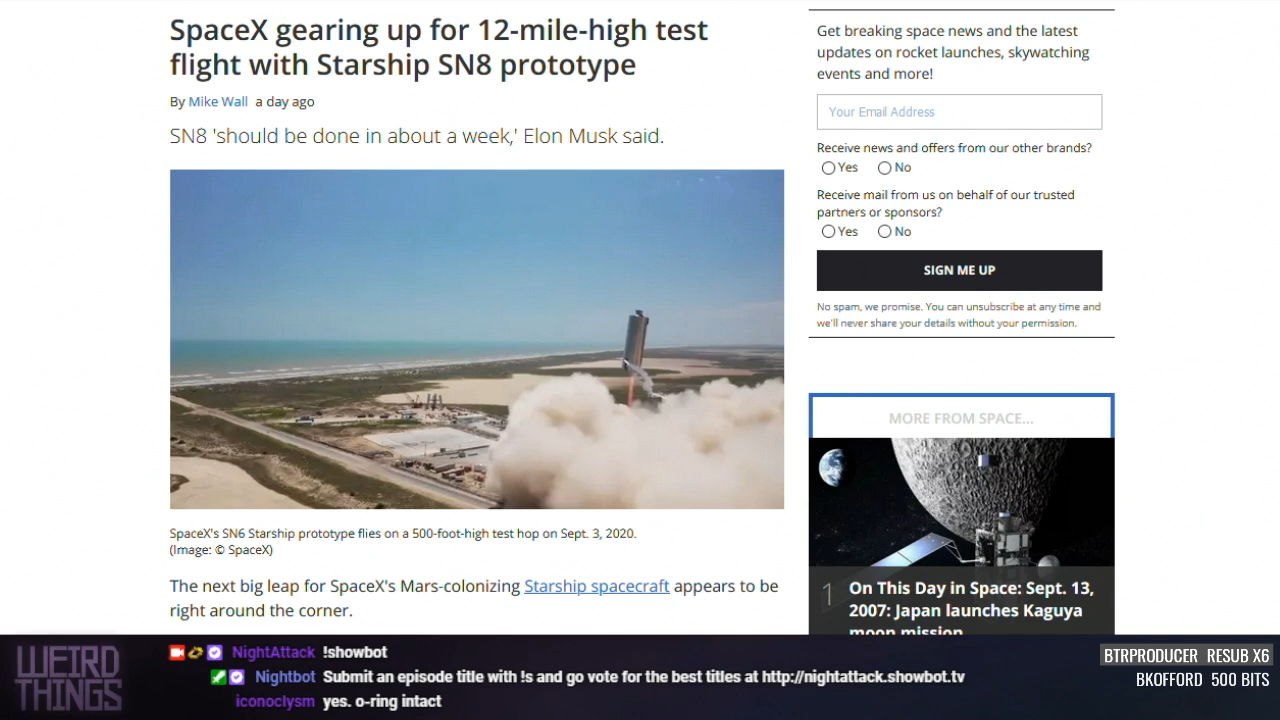 SpaceX gearing up for 12-mile-high test
flight with Starship SN8 prototype
By Mike Wall a day ago
SN8 'should be done in about a week,' Elon Musk said.
SpaceX's SN6 Starship prototype flies on a 500-foot-high test hop on Sept. 3, 2020.
(Image: © SpaceX)
The next big leap for SpaceX's Mars-colonizing Starship spacecraft appears to be
right around the corner.
Get breaking space news and the latest
updates on rocket launches, skywatching
events and more!
Your Email Address
Receive news and offers from our other brands?
Yes No
Receive mail from us on behalf of our trusted
partners or sponsors?
Yes No
SIGN ME UP
No spam, we promise. You can unsubscribe at any time and
we'll never share your details without your permission.
MORE FROM SPACE...
1 On This Day in Space: Sept. 13,
2007: Japan launches Kaguya
moon mission
WEIRD
THINGS
NightAttack !showbot
Nightbot Submit an episode title with !s and go vote for the best titles at http://nightattack.showbot.tv
iconoclysm yes. o-ring intact
BTRPRODUCER RESUB X6
BKOFFORD 500 BITS